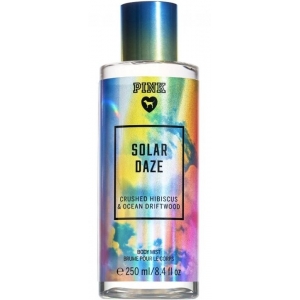 PINK
SOLAR
DAZE
CRUSHED HIBISCUS
& OCEAN DRIFTWOOD
BODY MIST
BRUME POUR LE CORPS
℮ 250 ml/8.4 fl oz